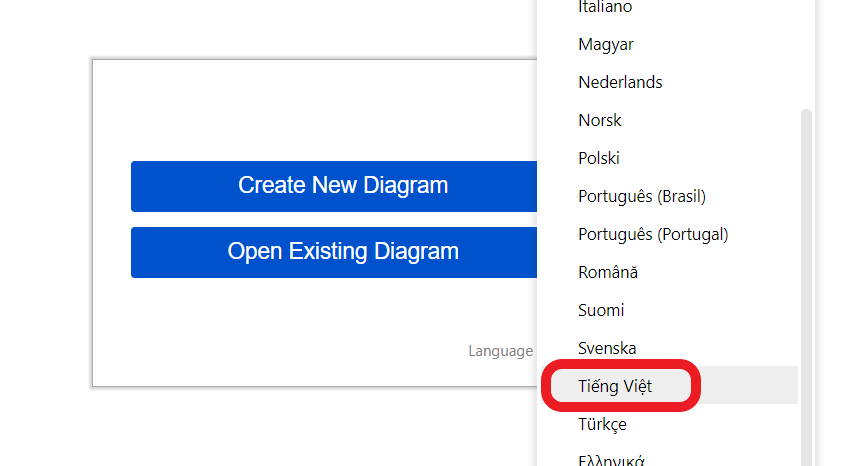 Create New Diagram
Open Existing Diagram
Language
Italiano
Magyar
Nederlands
Norsk
Polski
Português (Brasil)
Português (Portugal)
Română
Suomi
Svenska
Tiếng Việt
Türkçe
Ελληνικά